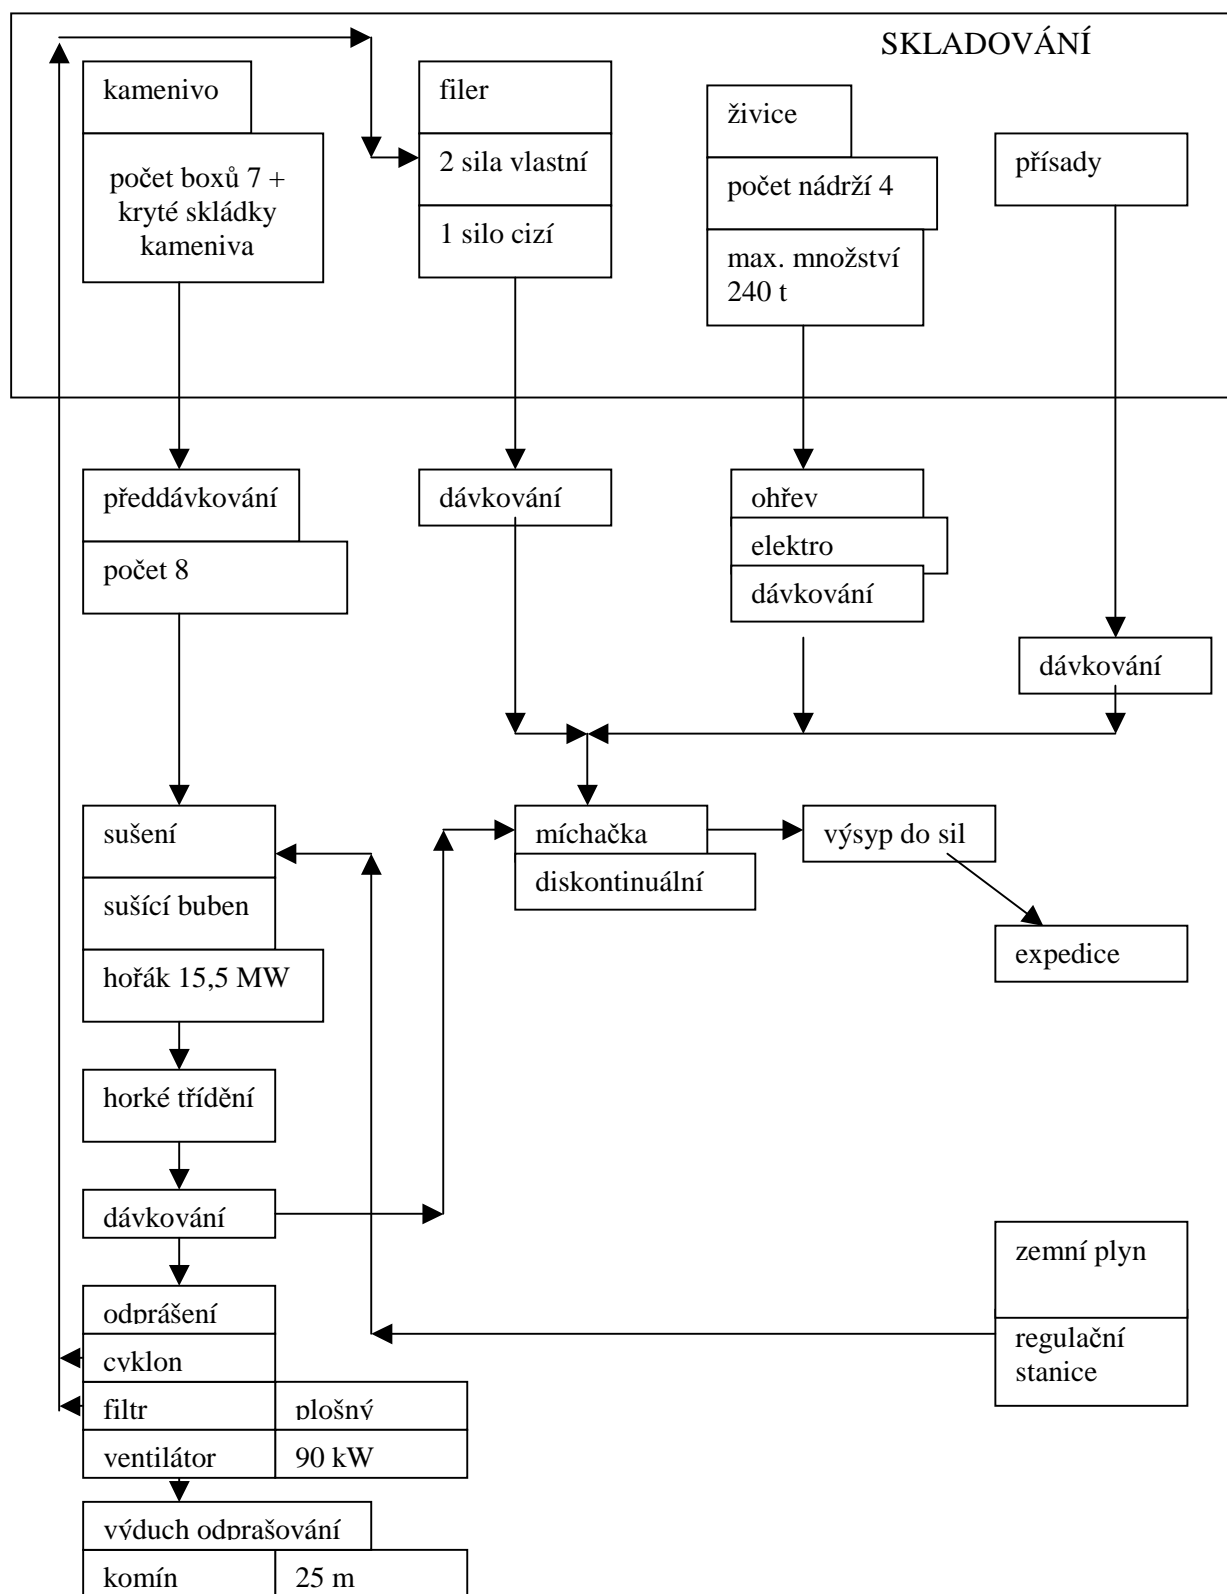 SKLADOVÁNÍ
kamenivo
počet boxů 7 +
kryté skládky
kameniva
filer
2 sila vlastní
1 silo cizí
živice
počet nádrží 4
max. množství
240 t
přísady
předdávkování
počet 8
dávkování
ohřev
elektro
dávkování
dávkování
sušení
sušící buben
hořák 15,5 MW
míchačka
diskontinuální
výsyp do sil
expedice
horké třídění
dávkování
zemní plyn
regulační
stanice
odprášení
cyklon
filtr plošný
ventilátor 90 kW
výduch odprašování
komín 25 m